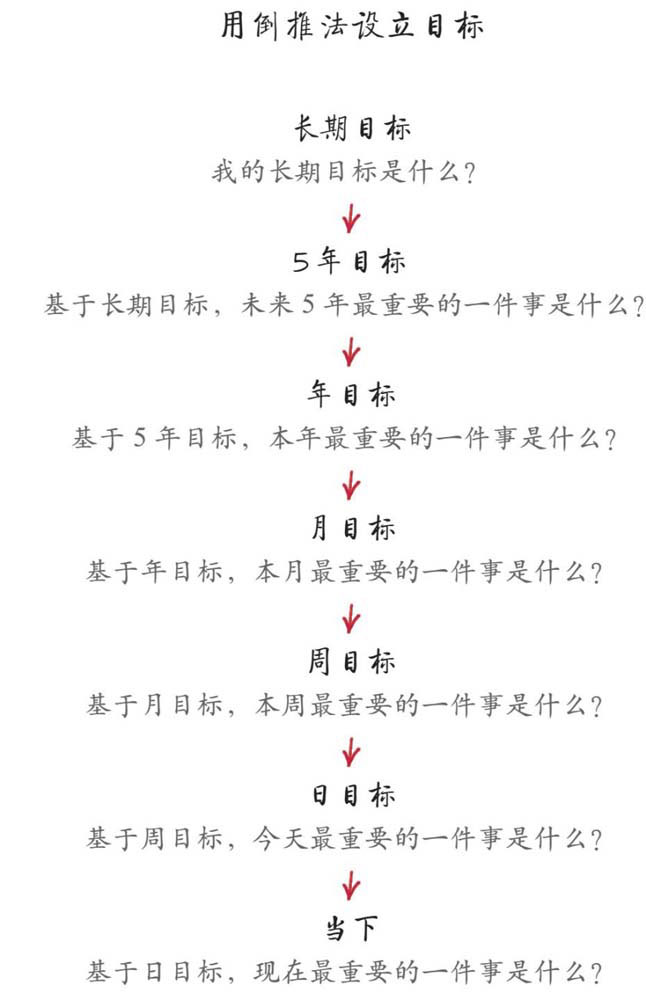 用倒推法设立目标
长期目标
我的长期目标是什么？
5年目标
基于长期目标，未来5年最重要的一件事是什么？
年目标
基于5年目标，本年最重要的一件事是什么？
月目标
基于年目标，本月最重要的一件事是什么？
周目标
基于月目标，本周最重要的一件事是什么？
日目标
基于周目标，今天最重要的一件事是什么？
当下
基于日目标，现在最重要的一件事是什么？